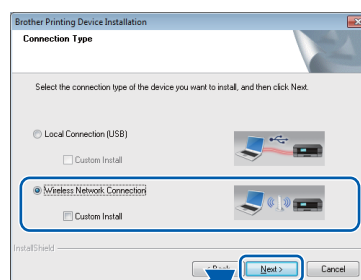 Brother Printing Device Installation
Connection Type
Select the connection type of the device you want to install, and then click Next.
Local Connection (USB)
Custom Install
Wireless Network Connection
Custom Install
InstallShield
Next >
Cancel